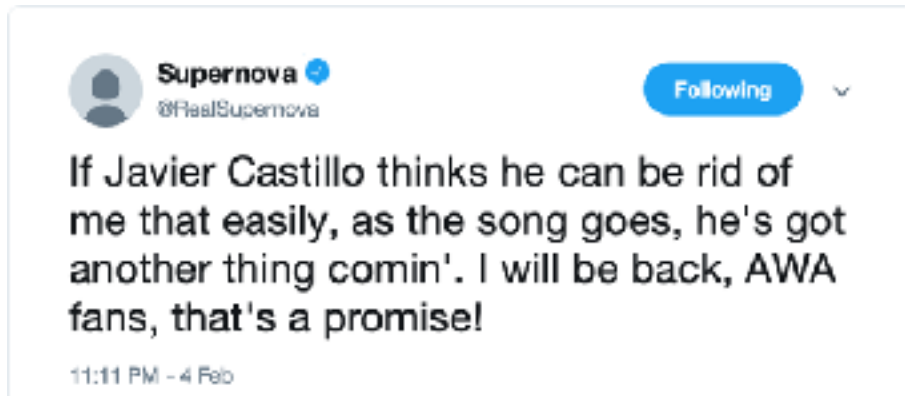 Supernova
@RealSupernova
Following
If Javier Castillo thinks he can be rid of
me that easily, as the song goes, he's got
another thing comin'. I will be back, AWA
fans, that's a promise!
11:11 PM - 4 Feb